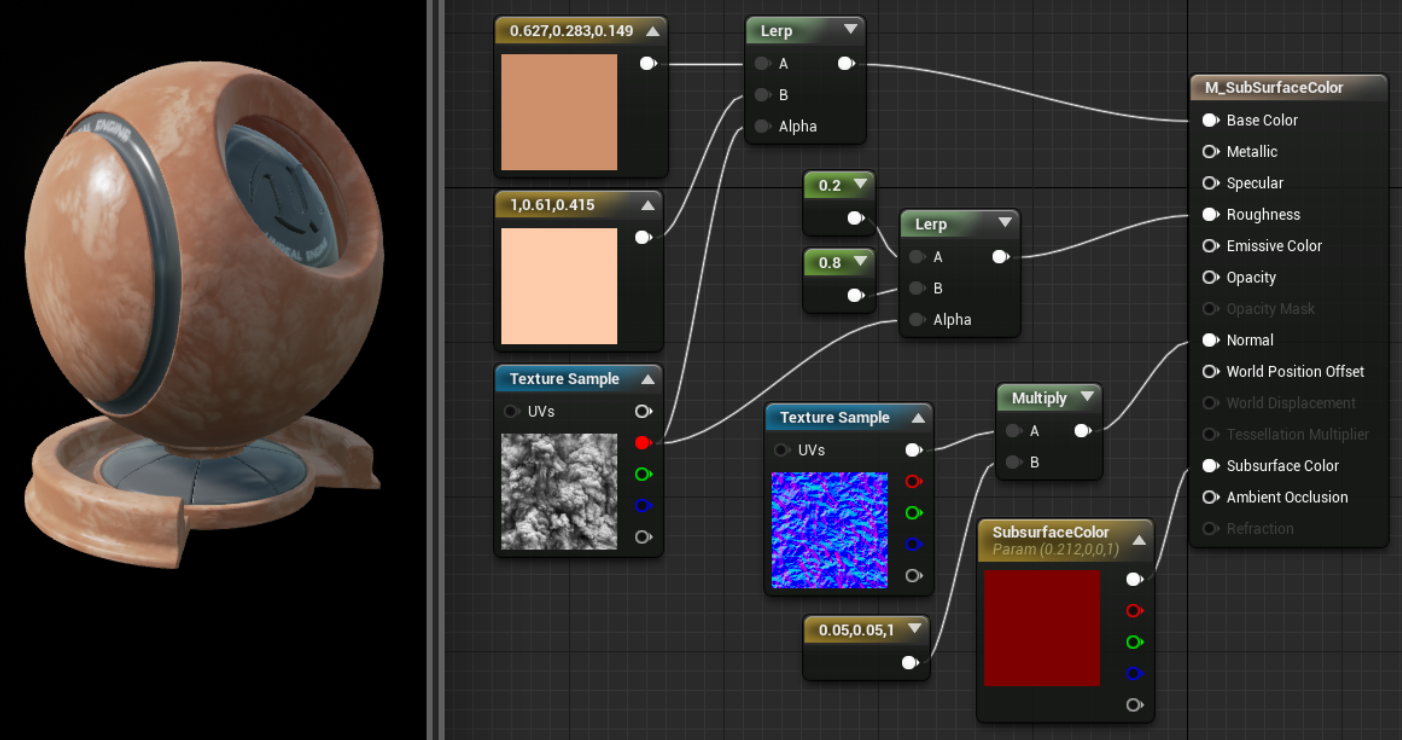 0.627,0.283,0.149
Lerp
A
B
Alpha
1,0.61,0.415
0.2
0.8
Lerp
A
B
Alpha
Texture Sample
UVs
Texture Sample
UVs
Multiply
A
B
0.05,0.05,1
SubsurfaceColor
Param (0.212,0,0,1)
M_SubSurfaceColor
Base Color
Metallic
Specular
Roughness
Emissive Color
Opacity
Opacity Mask
Normal
World Position Offset
World Displacement
Tessellation Multiplier
Subsurface Color
Ambient Occlusion
Refraction
ENGINE